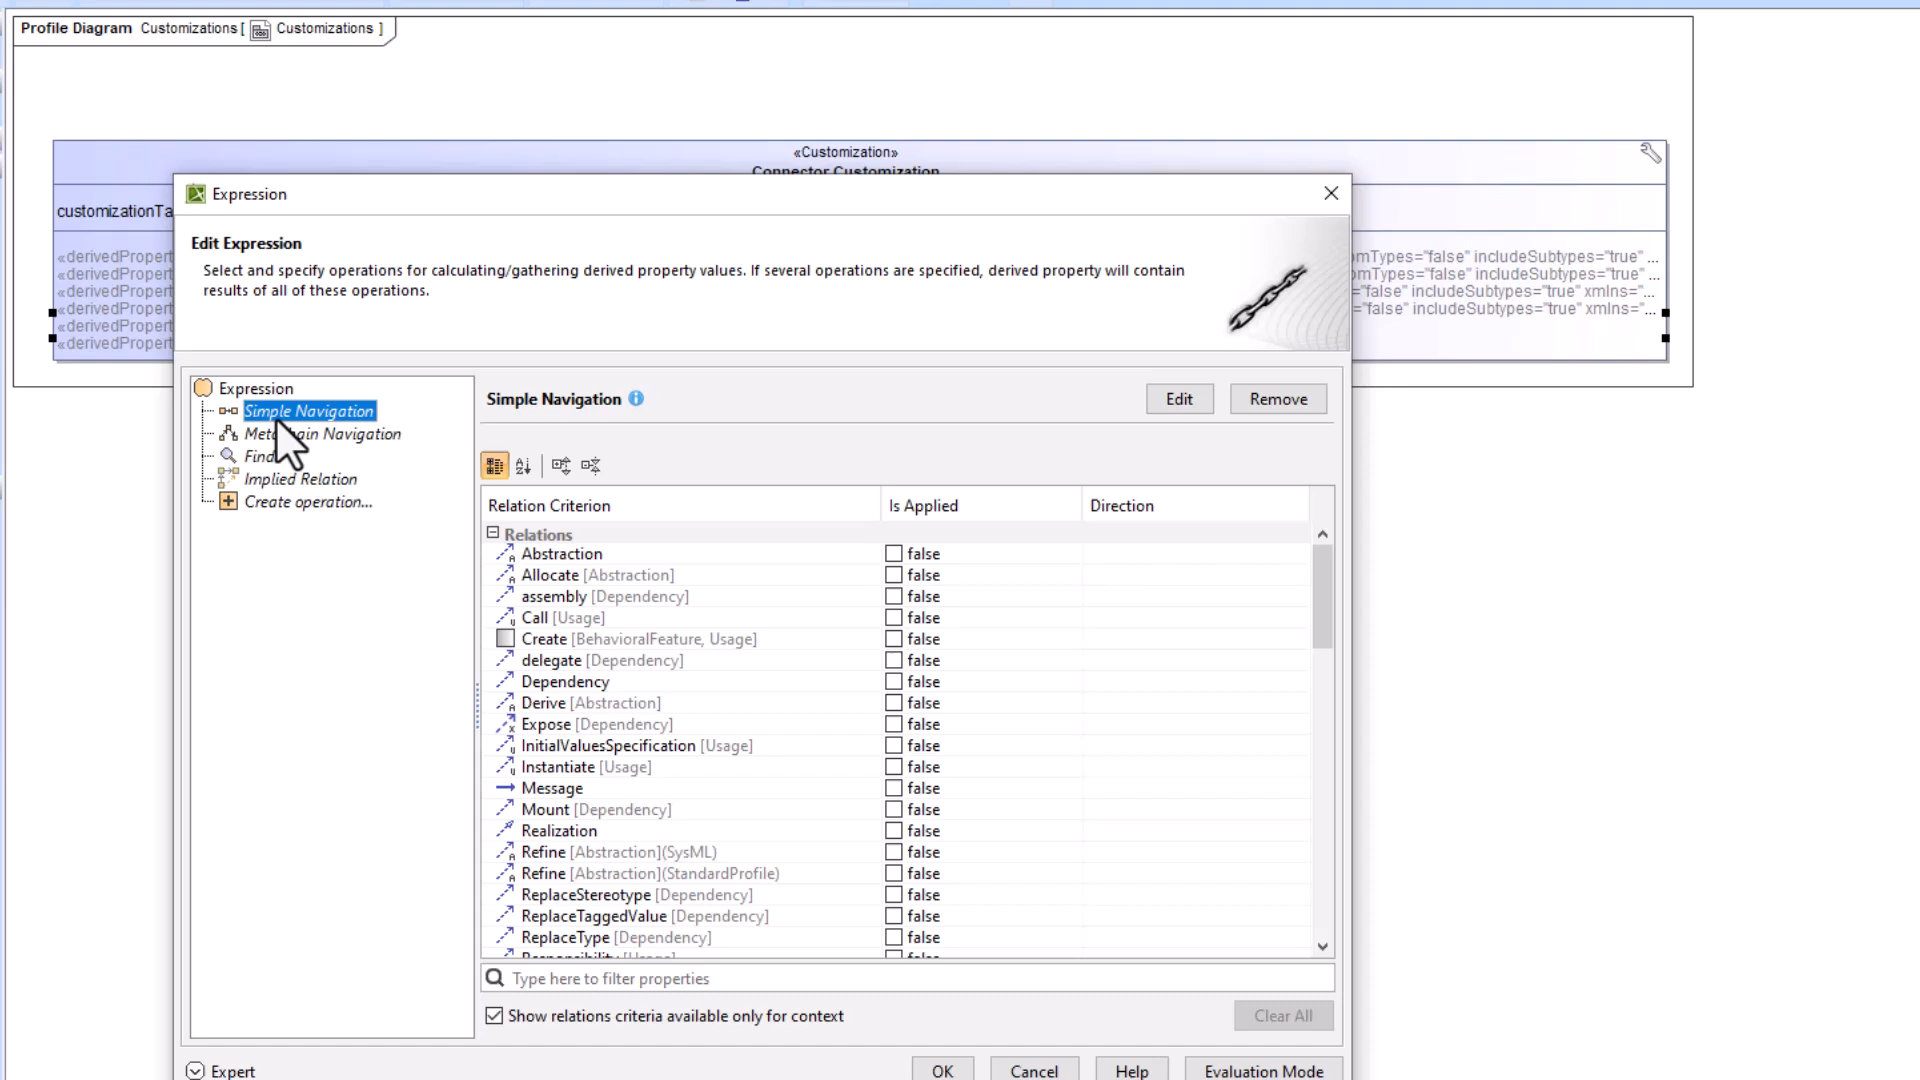 Profile Diagram Customizations [ Customizations ]
«Customization»
Connector Customization
customizationTa
«derivedPropert
«derivedPropert
«derivedPropert
«derivedPropert
«derivedPropert
«derivedPropert
omTypes="false" includeSubtypes="true" ...
omTypes="false" includeSubtypes="true" ...
="false" includeSubtypes="true" xmlns="...
="false" includeSubtypes="true" xmlns="...
Expression
Edit Expression
Select and specify operations for calculating/gathering derived property values. If several operations are specified, derived property will contain
results of all of these operations.
Expression
Simple Navigation
Navigation
Find
Implied Relation
Create operation...
Simple Navigation
Edit
Remove
Relation Criterion Is Applied Direction
Relations
Abstraction false
Allocate [Abstraction] false
assembly [Dependency] false
Call [Usage] false
Create [BehavioralFeature, Usage] false
delegate [Dependency] false
Dependency false
Derive [Abstraction] false
Expose [Dependency] false
InitialValuesSpecification [Usage] false
Instantiate [Usage] false
Message false
Mount [Dependency] false
Realization false
Refine [Abstraction](SysML) false
Refine [Abstraction](StandardProfile) false
ReplaceStereotype [Dependency] false
ReplaceTaggedValue [Dependency] false
ReplaceType [Dependency] false
Type here to filter properties
Show relations criteria available only for context
Clear All
Expert
OK
Cancel
Help
Evaluation Mode